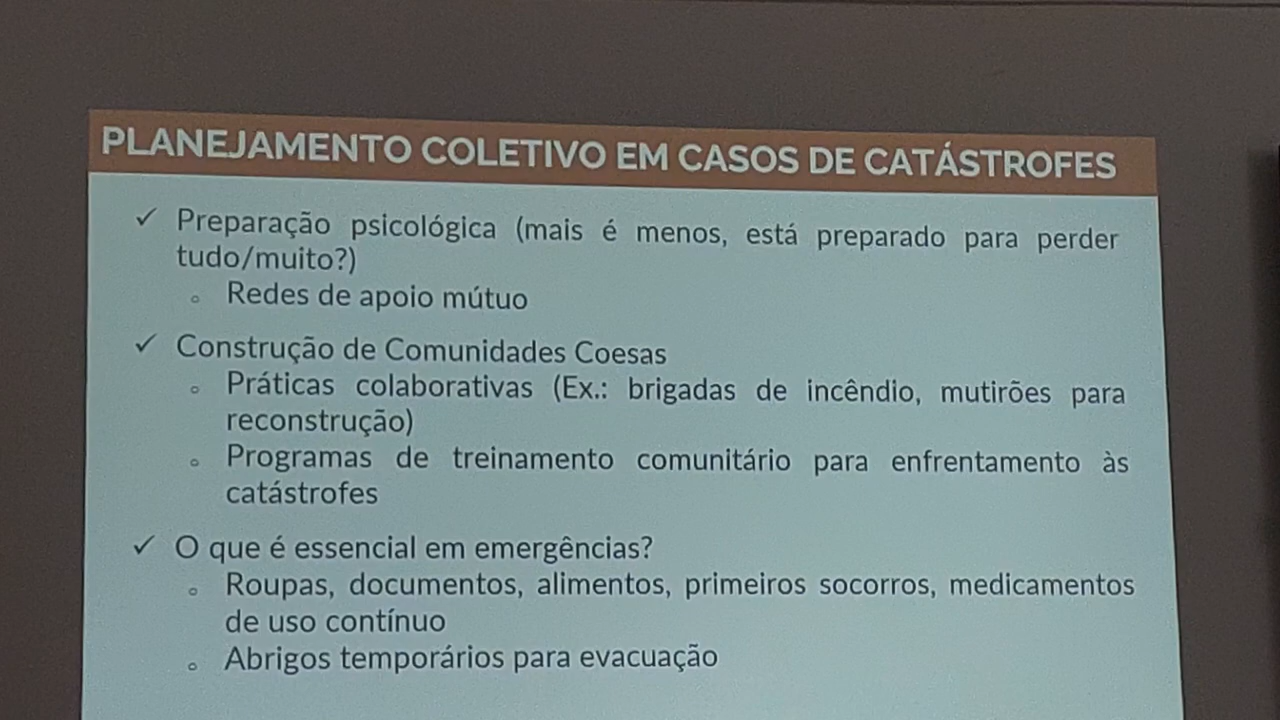 PLANEJAMENTO COLETIVO EM CASOS DE CATÁSTROFES
✓ Preparação psicológica (mais é menos, está preparado para perder
tudo/muito?)
◦ Redes de apoio mútuo
✓ Construção de Comunidades Coesas
◦ Práticas colaborativas (Ex.: brigadas de incêndio, mutirões para
reconstrução)
◦ Programas de treinamento comunitário para enfrentamento às
catástrofes
✓ O que é essencial em emergências?
◦ Roupas, documentos, alimentos, primeiros socorros, medicamentos
de uso contínuo
◦ Abrigos temporários para evacuação